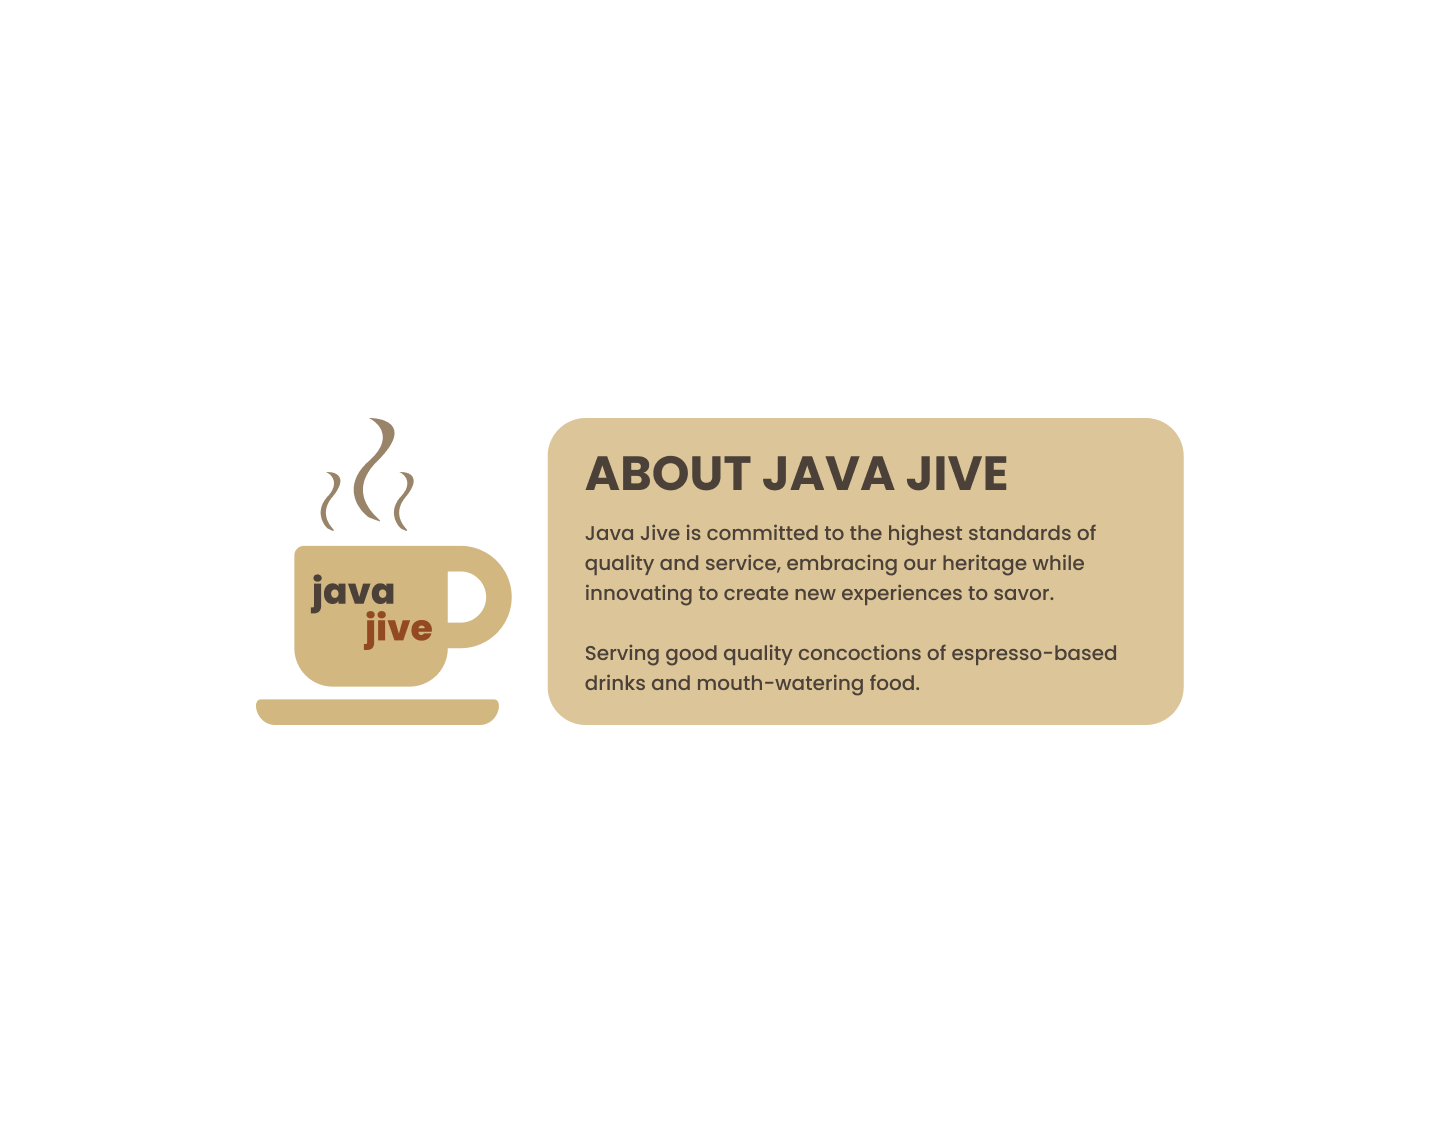 java
jive
ABOUT JAVA JIVE
Java Jive is committed to the highest standards of
quality and service, embracing our heritage while
innovating to create new experiences to savor.
Serving good quality concoctions of espresso-based
drinks and mouth-watering food.